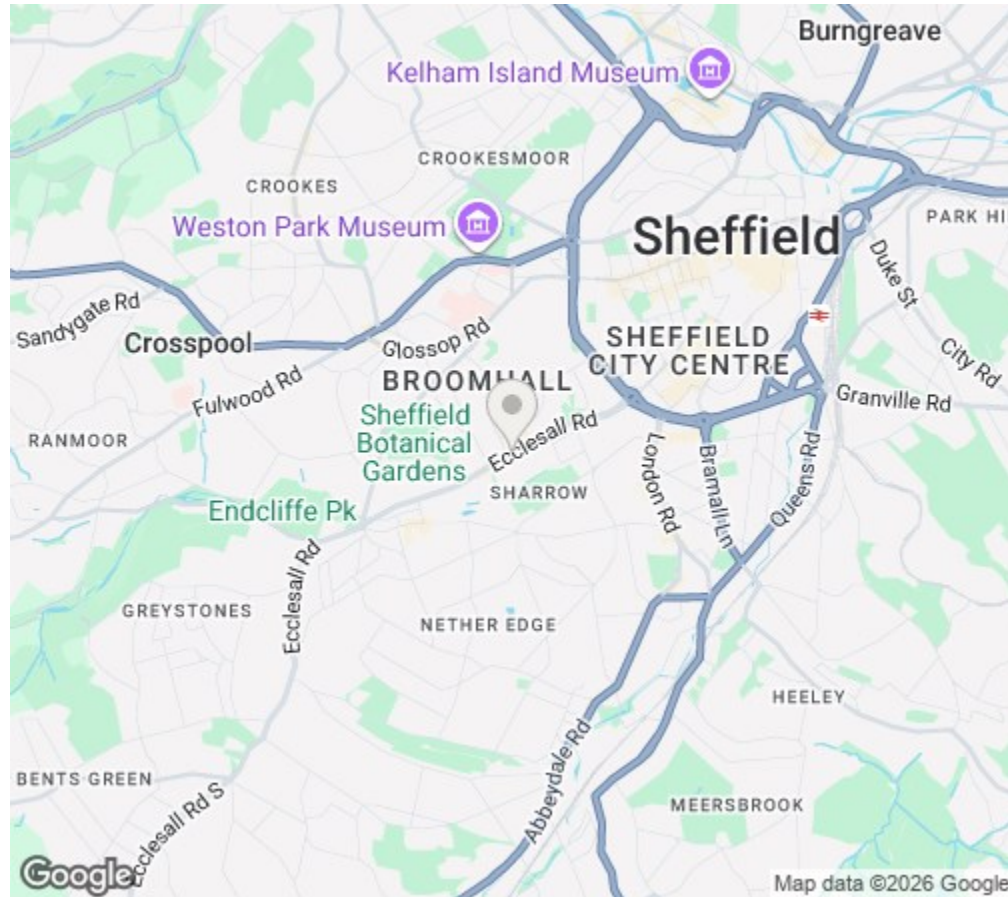 Burngreave
Kelham Island Museum
CROOKESMOOR
CROOKES
Weston Park Museum
Sheffield
PARK HI
Duke St
Sandygate Rd
Crosspool
Glossop Rd
SHEFFIELD
CITY CENTRE
City Rd
Fulwood Rd
BROOMHALL
Granville Rd
Sheffield
Botanical
Gardens
Ecclesall Rd
RANMOOR
London Rd
Bramall Ln
Queens Rd
SHARROW
Endcliffe Pk
Ecclesall Rd
GREYSTONES
NETHER EDGE
HEELEY
Abbeydale Rd
BENTS GREEN
Ecclesall Rd S
MEERSBROOK
Google
Map data ©2026 Google